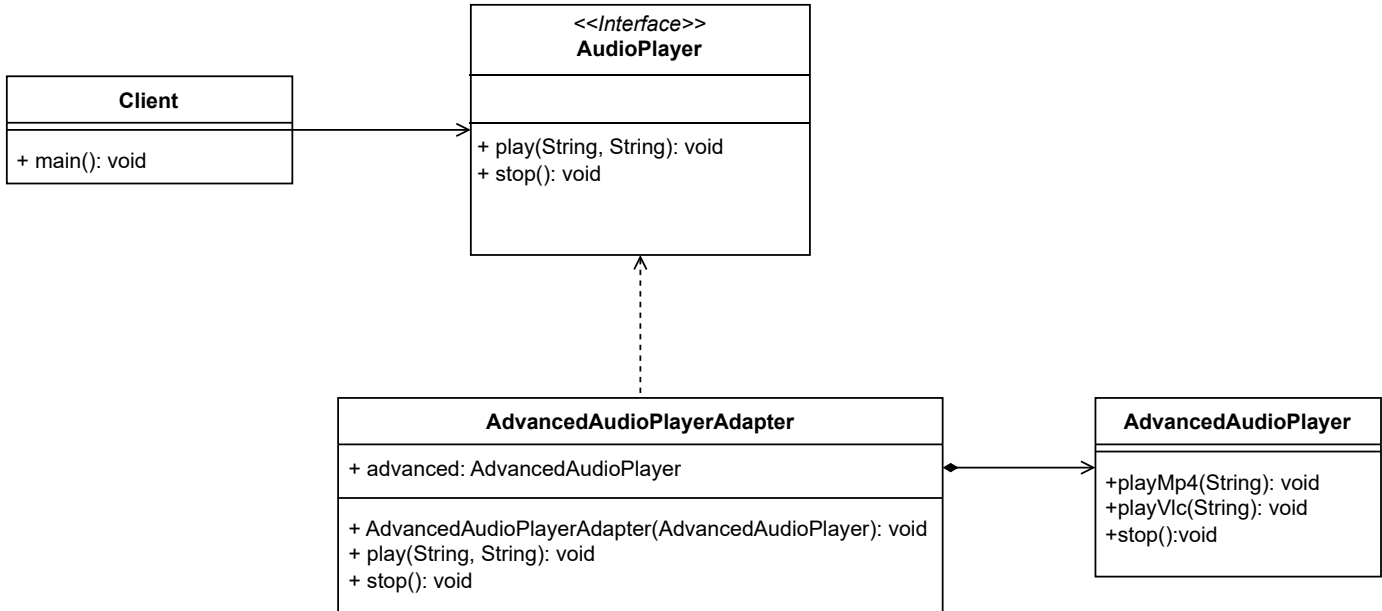 <<Interface>>
AudioPlayer
+ play(String, String): void
+ stop(): void
Client
+ main(): void
AdvancedAudioPlayerAdapter
+ advanced: AdvancedAudioPlayer
+ AdvancedAudioPlayerAdapter(AdvancedAudioPlayer): void
+ play(String, String): void
+ stop(): void
AdvancedAudioPlayer
+playMp4(String): void
+playVlc(String): void
+stop():void